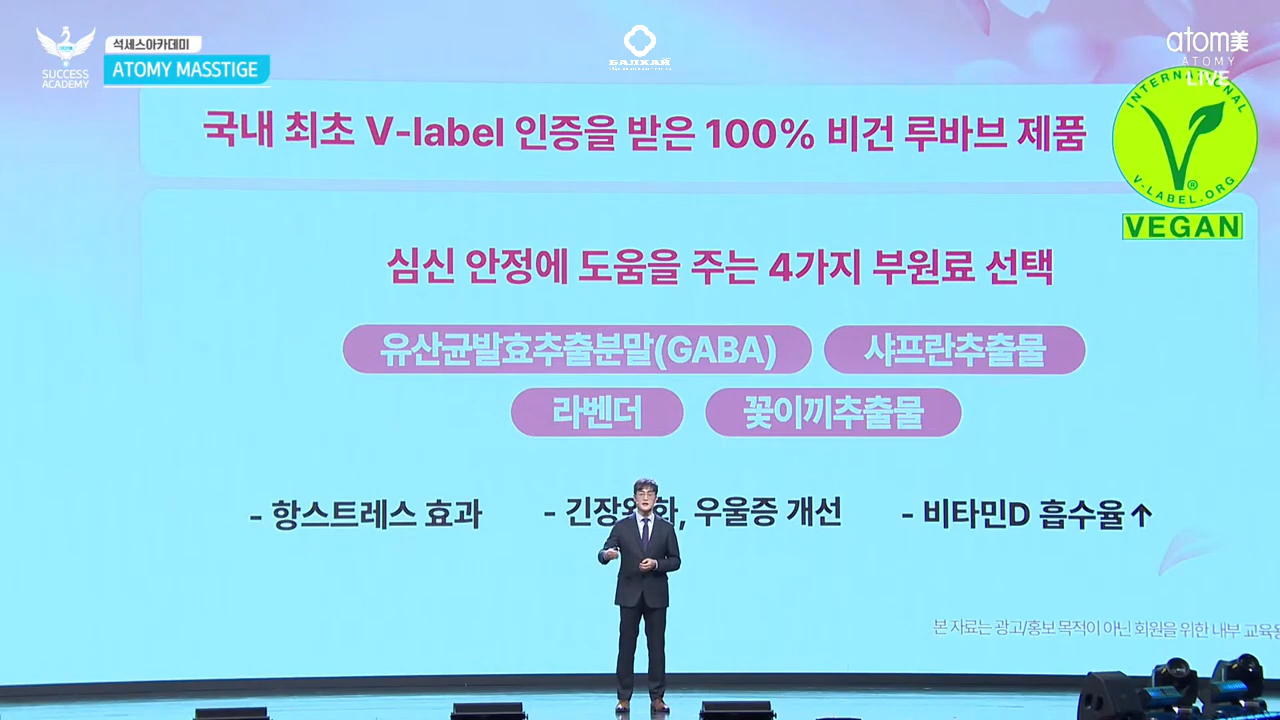 석세스아카데미
SUCCESS
ACADEMY
ATOMY MASSTIGE
БАЛХАЙ
atom美
ATOMY
LIVE
INTERNATIONAL
V-LABEL.ORG
®
VEGAN
국내 최초 V-label 인증을 받은 100% 비건 루바브 제품
심신 안정에 도움을 주는 4가지 부원료 선택
유산균발효추출분말(GABA)
샤프란추출물
라벤더
꽃이끼추출물
- 항스트레스 효과
- 긴장완화, 우울증 개선
- 비타민D 흡수율↑
본 자료는 광고/홍보 목적이 아닌 회원을 위한 내부 교육용